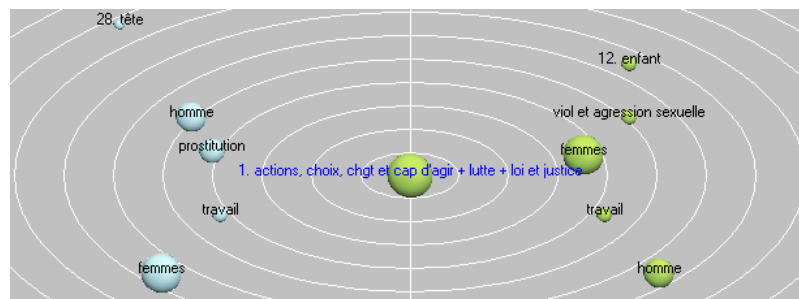 28. tête
12. enfant
homme
viol et agression sexuelle
prostitution
femmes
1. actions, choix, chgt et cap d'agir + lutte + loi et justice
travail
travail
femmes
homme